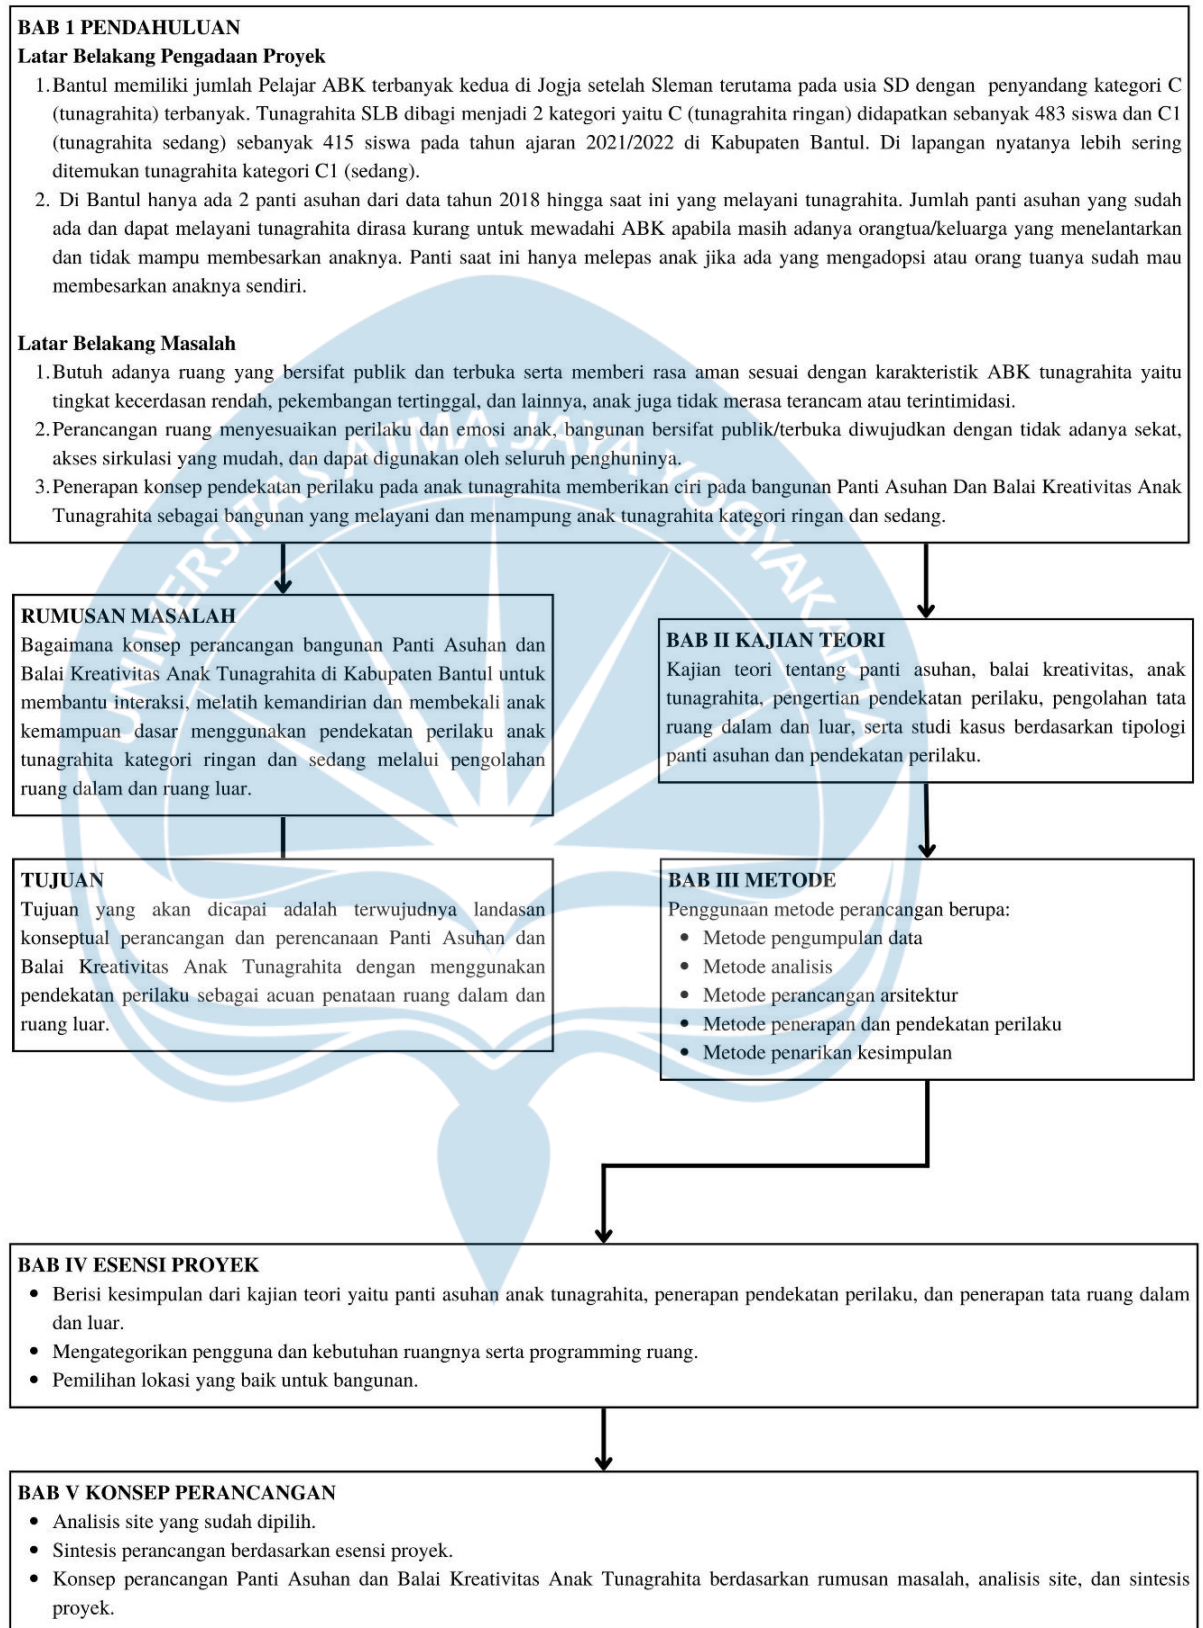 BAB 1 PENDAHULUAN
Latar Belakang Pengadaan Proyek
1. Bantul memiliki jumlah Pelajar ABK terbanyak kedua di Jogja setelah Sleman terutama pada usia SD dengan penyandang kategori C
(tunagrahita) terbanyak. Tunagrahita SLB dibagi menjadi 2 kategori yaitu C (tunagrahita ringan) didapatkan sebanyak 483 siswa dan C1
(tunagrahita sedang) sebanyak 415 siswa pada tahun ajaran 2021/2022 di Kabupaten Bantul. Di lapangan nyatanya lebih sering
ditemukan tunagrahita kategori C1 (sedang).
2. Di Bantul hanya ada 2 panti asuhan dari data tahun 2018 hingga saat ini yang melayani tunagrahita. Jumlah panti asuhan yang sudah
ada dan dapat melayani tunagrahita dirasa kurang untuk mewadahi ABK apabila masih adanya orangtua/keluarga yang menelantarkan
dan tidak mampu membesarkan anaknya. Panti saat ini hanya melepas anak jika ada yang mengadopsi atau orang tuanya sudah mau
membesarkan anaknya sendiri.
Latar Belakang Masalah
1. Butuh adanya ruang yang bersifat publik dan terbuka serta memberi rasa aman sesuai dengan karakteristik ABK tunagrahita yaitu
tingkat kecerdasan rendah, pekembangan tertinggal, dan lainnya, anak juga tidak merasa terancam atau terintimidasi.
2. Perancangan ruang menyesuaikan perilaku dan emosi anak, bangunan bersifat publik/terbuka diwujudkan dengan tidak adanya sekat,
akses sirkulasi yang mudah, dan dapat digunakan oleh seluruh penghuninya.
3. Penerapan konsep pendekatan perilaku pada anak tunagrahita memberikan ciri pada bangunan Panti Asuhan Dan Balai Kreativitas Anak
Tunagrahita sebagai bangunan yang melayani dan menampung anak tunagrahita kategori ringan dan sedang.
UNIVERSITAS ATMA JAYA YOGYAKARTA
RUMUSAN MASALAH
Bagaimana konsep perancangan bangunan Panti Asuhan dan
Balai Kreativitas Anak Tunagrahita di Kabupaten Bantul untuk
membantu interaksi, melatih kemandirian dan membekali anak
kemampuan dasar menggunakan pendekatan perilaku anak
tunagrahita kategori ringan dan sedang melalui pengolahan
ruang dalam dan ruang luar.
BAB II KAJIAN TEORI
Kajian teori tentang panti asuhan, balai kreativitas, anak
tunagrahita, pengertian pendekatan perilaku, pengolahan tata
ruang dalam dan luar, serta studi kasus berdasarkan tipologi
panti asuhan dan pendekatan perilaku.
TUJUAN
Tujuan yang akan dicapai adalah terwujudnya landasan
konseptual perancangan dan perencanaan Panti Asuhan dan
Balai Kreativitas Anak Tunagrahita dengan menggunakan
pendekatan perilaku sebagai acuan penataan ruang dalam dan
ruang luar.
BAB III METODE
Penggunaan metode perancangan berupa:
• Metode pengumpulan data
• Metode analisis
• Metode perancangan arsitektur
• Metode penerapan dan pendekatan perilaku
• Metode penarikan kesimpulan
BAB IV ESENSI PROYEK
• Berisi kesimpulan dari kajian teori yaitu panti asuhan anak tunagrahita, penerapan pendekatan perilaku, dan penerapan tata ruang dalam
dan luar.
• Mengategorikan pengguna dan kebutuhan ruangnya serta programming ruang.
• Pemilihan lokasi yang baik untuk bangunan.
BAB V KONSEP PERANCANGAN
• Analisis site yang sudah dipilih.
• Sintesis perancangan berdasarkan esensi proyek.
• Konsep perancangan Panti Asuhan dan Balai Kreativitas Anak Tunagrahita berdasarkan rumusan masalah, analisis site, dan sintesis
proyek.